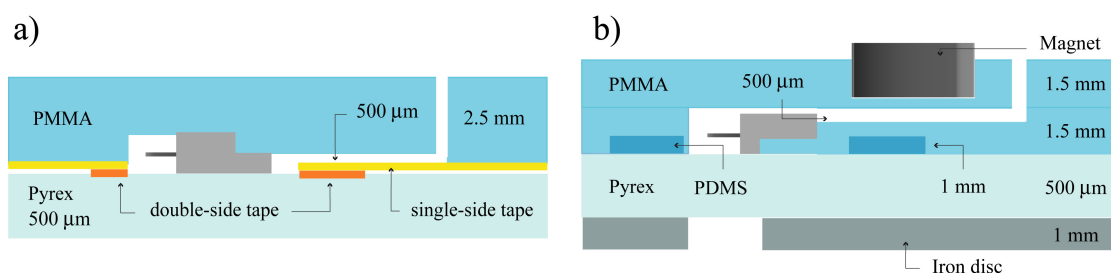 a)
PMMA
500 µm
2.5 mm
Pyrex
500 µm
double-side tape
single-side tape
b)
Magnet
PMMA
500 µm
1.5 mm
1.5 mm
Pyrex
PDMS
1 mm
500 µm
1 mm
Iron disc